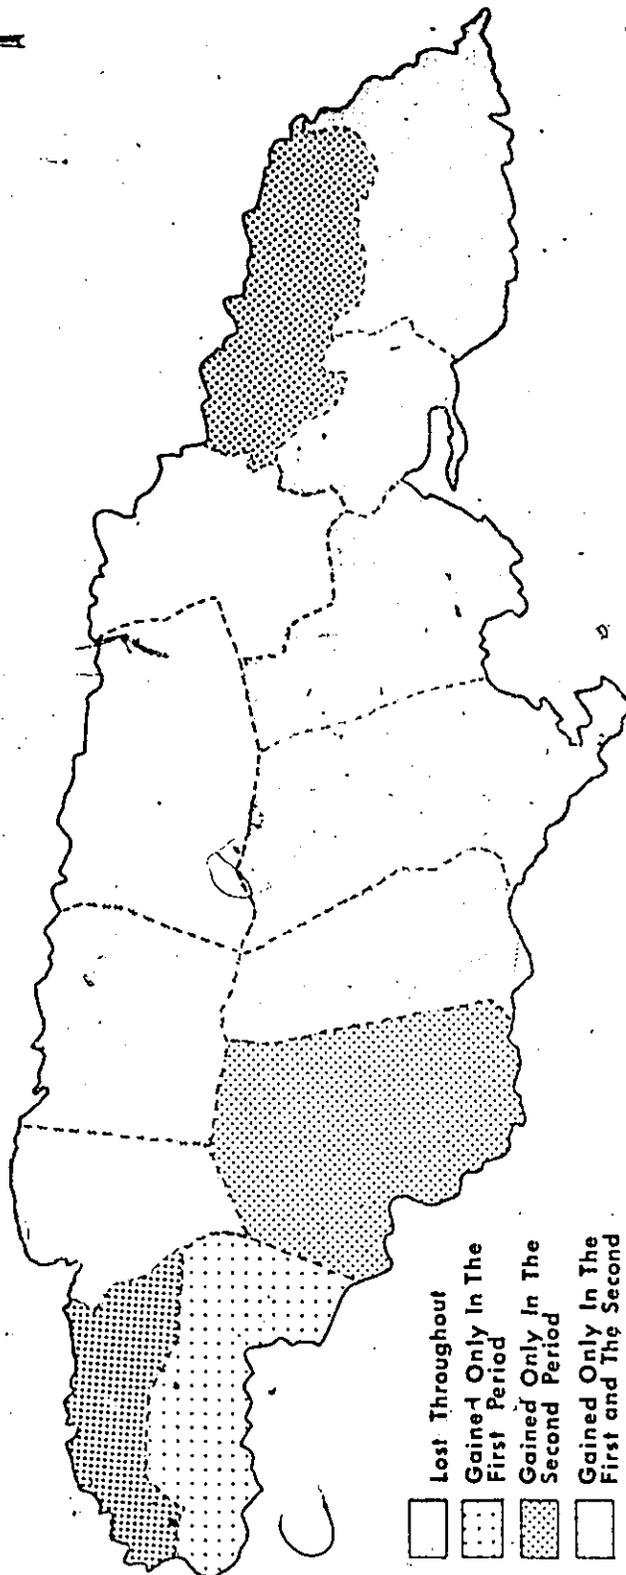 Lost Throughout
Gained Only In The
First Period
Gained Only In The
Second Period
Gained Only In The
First and The Second